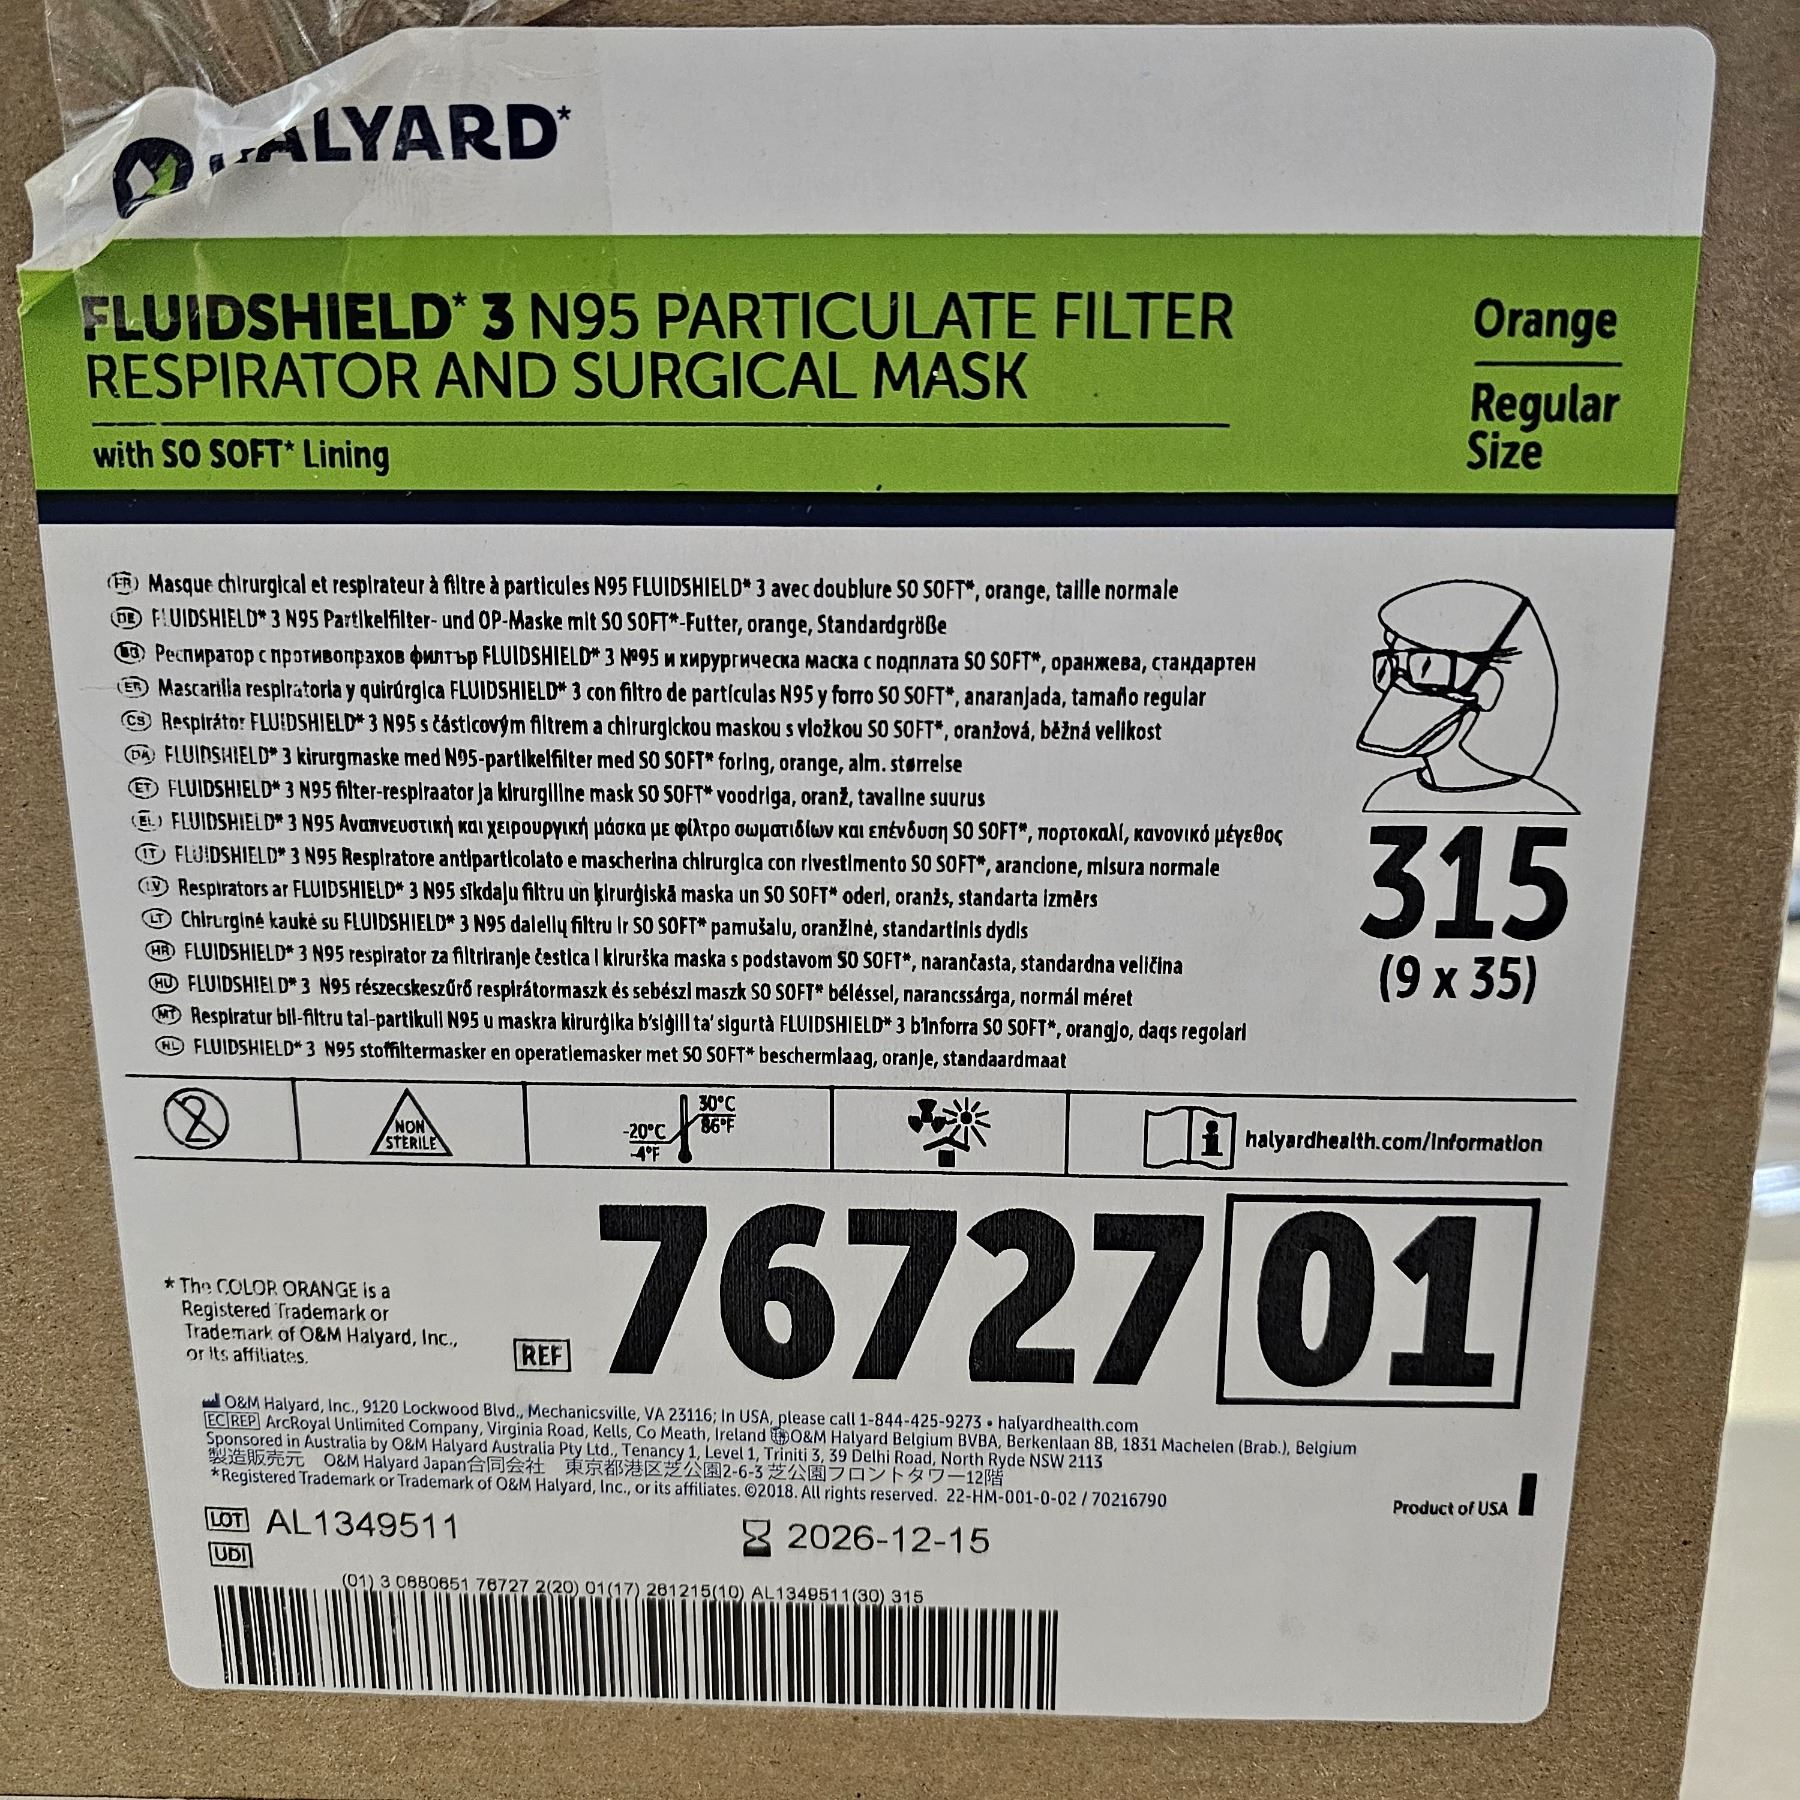 HALYARD*
FLUIDSHIELD* 3 N95 PARTICULATE FILTER
RESPIRATOR AND SURGICAL MASK
with SO SOFT* Lining
Orange
Regular
Size
FR Masque chirurgical et respirateur à filtre à particules N95 FLUIDSHIELD* 3 avec doublure SO SOFT*, orange, taille normale
DE FLUIDSHIELD* 3 N95 Partikelfilter- und OP-Maske mit SO SOFT*-Futter, orange, Standardgröße
BG Респиратор с противопрахов филтър FLUIDSHIELD* 3 №95 и хирургическа маска с подплата SO SOFT*, оранжева, стандартен
ES Mascarilla respiratoria y quirúrgica FLUIDSHIELD* 3 con filtro de partículas N95 y forro SO SOFT*, anaranjada, tamaño regular
CS Respirátor FLUIDSHIELD* 3 N95 s částicovým filtrem a chirurgickou maskou s vložkou SO SOFT*, oranžová, běžná velikost
DA FLUIDSHIELD* 3 kirurgmaske med N95-partikelfilter med SO SOFT* foring, orange, alm. størrelse
ET FLUIDSHIELD* 3 N95 filter-respiraator ja kirurgiline mask SO SOFT* voodriga, oranž, tavaline suurus
EL FLUIDSHIELD* 3 N95 Αναπνευστική και χειρουργική μάσκα με φίλτρο σωματιδίων και επένδυση SO SOFT*, πορτοκαλί, κανονικό μέγεθος
IT FLUIDSHIELD* 3 N95 Respiratore antiparticolato e mascherina chirurgica con rivestimento SO SOFT*, arancione, misura normale
LV Respirators ar FLUIDSHIELD* 3 N95 sīkdaļu filtru un ķirurģiskā maska un SO SOFT* oderi, oranžs, standarta izmērs
LT Chirurginė kaukė su FLUIDSHIELD* 3 N95 dalelių filtru ir SO SOFT* pamušalu, oranžinė, standartinis dydis
HR FLUIDSHIELD* 3 N95 respirator za filtriranje čestica i kirurška maska s podstavom SO SOFT*, narančasta, standardna veličina
HU FLUIDSHIELD* 3 N95 részecskeszűrő respirátormaszk és sebészi maszk SO SOFT* béléssel, narancssárga, normál méret
MT Respiratur bil-filtru tal-partikuli N95 u maskra kirurġika b'siġill ta' sigurtà FLUIDSHIELD* 3 b'inforra SO SOFT*, oranġjo, daqs regolari
NL FLUIDSHIELD* 3 N95 stoffiltermasker en operatiemasker met SO SOFT* beschermlaag, oranje, standaardmaat
315
(9 x 35)
2
NON
STERILE
-20°C
-4°F
30°C
86°F
halyardhealth.com/information
* The COLOR ORANGE is a
Registered Trademark or
Trademark of O&M Halyard, Inc.,
or its affiliates.
REF 76727 01
O&M Halyard, Inc., 9120 Lockwood Blvd., Mechanicsville, VA 23116; In USA, please call 1-844-425-9273 • halyardhealth.com
EC REP ArcRoyal Unlimited Company, Virginia Road, Kells, Co Meath, Ireland O&M Halyard Belgium BVBA, Berkenlaan 8B, 1831 Machelen (Brab.), Belgium
Sponsored in Australia by O&M Halyard Australia Pty Ltd., Tenancy 1, Level 1, Triniti 3, 39 Delhi Road, North Ryde NSW 2113
製造販売元 O&M Halyard Japan合同会社 東京都港区芝公園2-6-3 芝公園フロントタワー12階
*Registered Trademark or Trademark of O&M Halyard, Inc., or its affiliates. ©2018. All rights reserved. 22-HM-001-0-02 / 70216790
Product of USA
LOT AL1349511
2026-12-15
UDI
(01) 3 0680651 76727 2(20) 01(17) 261215(10) AL1349511(30) 315